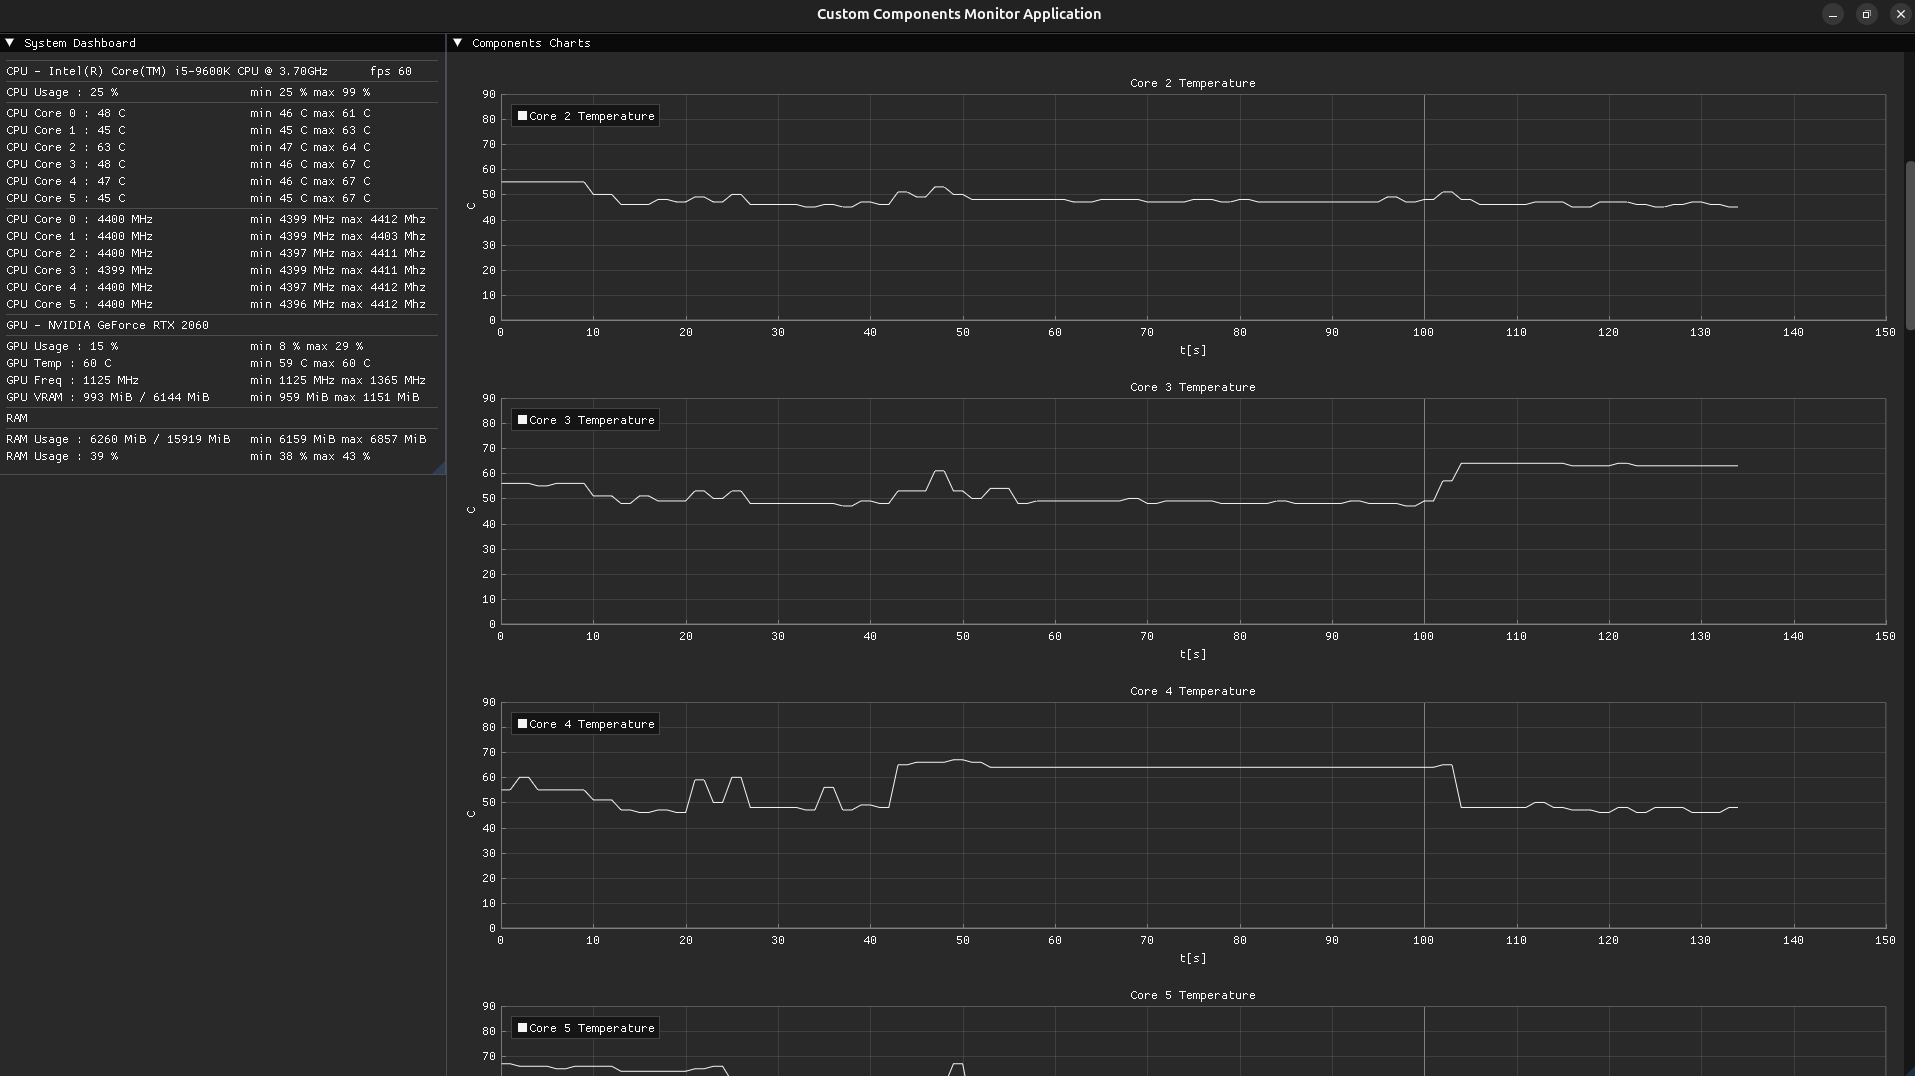 Custom Components Monitor Application
System Dashboard
CPU - Intel(R) Core(TM) i5-9600K CPU @ 3.70GHz fps 60
CPU Usage : 25 % min 25 % max 99 %
CPU Core 0 : 48 C min 46 C max 61 C
CPU Core 1 : 45 C min 45 C max 63 C
CPU Core 2 : 63 C min 47 C max 64 C
CPU Core 3 : 48 C min 46 C max 67 C
CPU Core 4 : 47 C min 46 C max 67 C
CPU Core 5 : 45 C min 45 C max 67 C
CPU Core 0 : 4400 MHz min 4399 MHz max 4412 Mhz
CPU Core 1 : 4400 MHz min 4399 MHz max 4403 Mhz
CPU Core 2 : 4400 MHz min 4397 MHz max 4411 Mhz
CPU Core 3 : 4399 MHz min 4399 MHz max 4411 Mhz
CPU Core 4 : 4400 MHz min 4397 MHz max 4412 Mhz
CPU Core 5 : 4400 MHz min 4396 MHz max 4412 Mhz
GPU - NVIDIA GeForce RTX 2060
GPU Usage : 15 % min 8 % max 29 %
GPU Temp : 60 C min 59 C max 60 C
GPU Freq : 1125 MHz min 1125 MHz max 1365 MHz
GPU VRAM : 993 MiB / 6144 MiB min 959 MiB max 1151 MiB
RAM
RAM Usage : 6260 MiB / 15919 MiB min 6159 MiB max 6857 MiB
RAM Usage : 39 % min 38 % max 43 %
Components Charts
Core 2 Temperature
90
Core 2 Temperature
80
70
60
50
C
40
30
20
10
0
0 10 20 30 40 50 60 70 80 90 100 110 120 130 140 150
t[s]
Core 3 Temperature
90
Core 3 Temperature
80
70
60
50
C
40
30
20
10
0
0 10 20 30 40 50 60 70 80 90 100 110 120 130 140 150
t[s]
Core 4 Temperature
90
Core 4 Temperature
80
70
60
50
C
40
30
20
10
0
0 10 20 30 40 50 60 70 80 90 100 110 120 130 140 150
t[s]
Core 5 Temperature
90
Core 5 Temperature
80
70